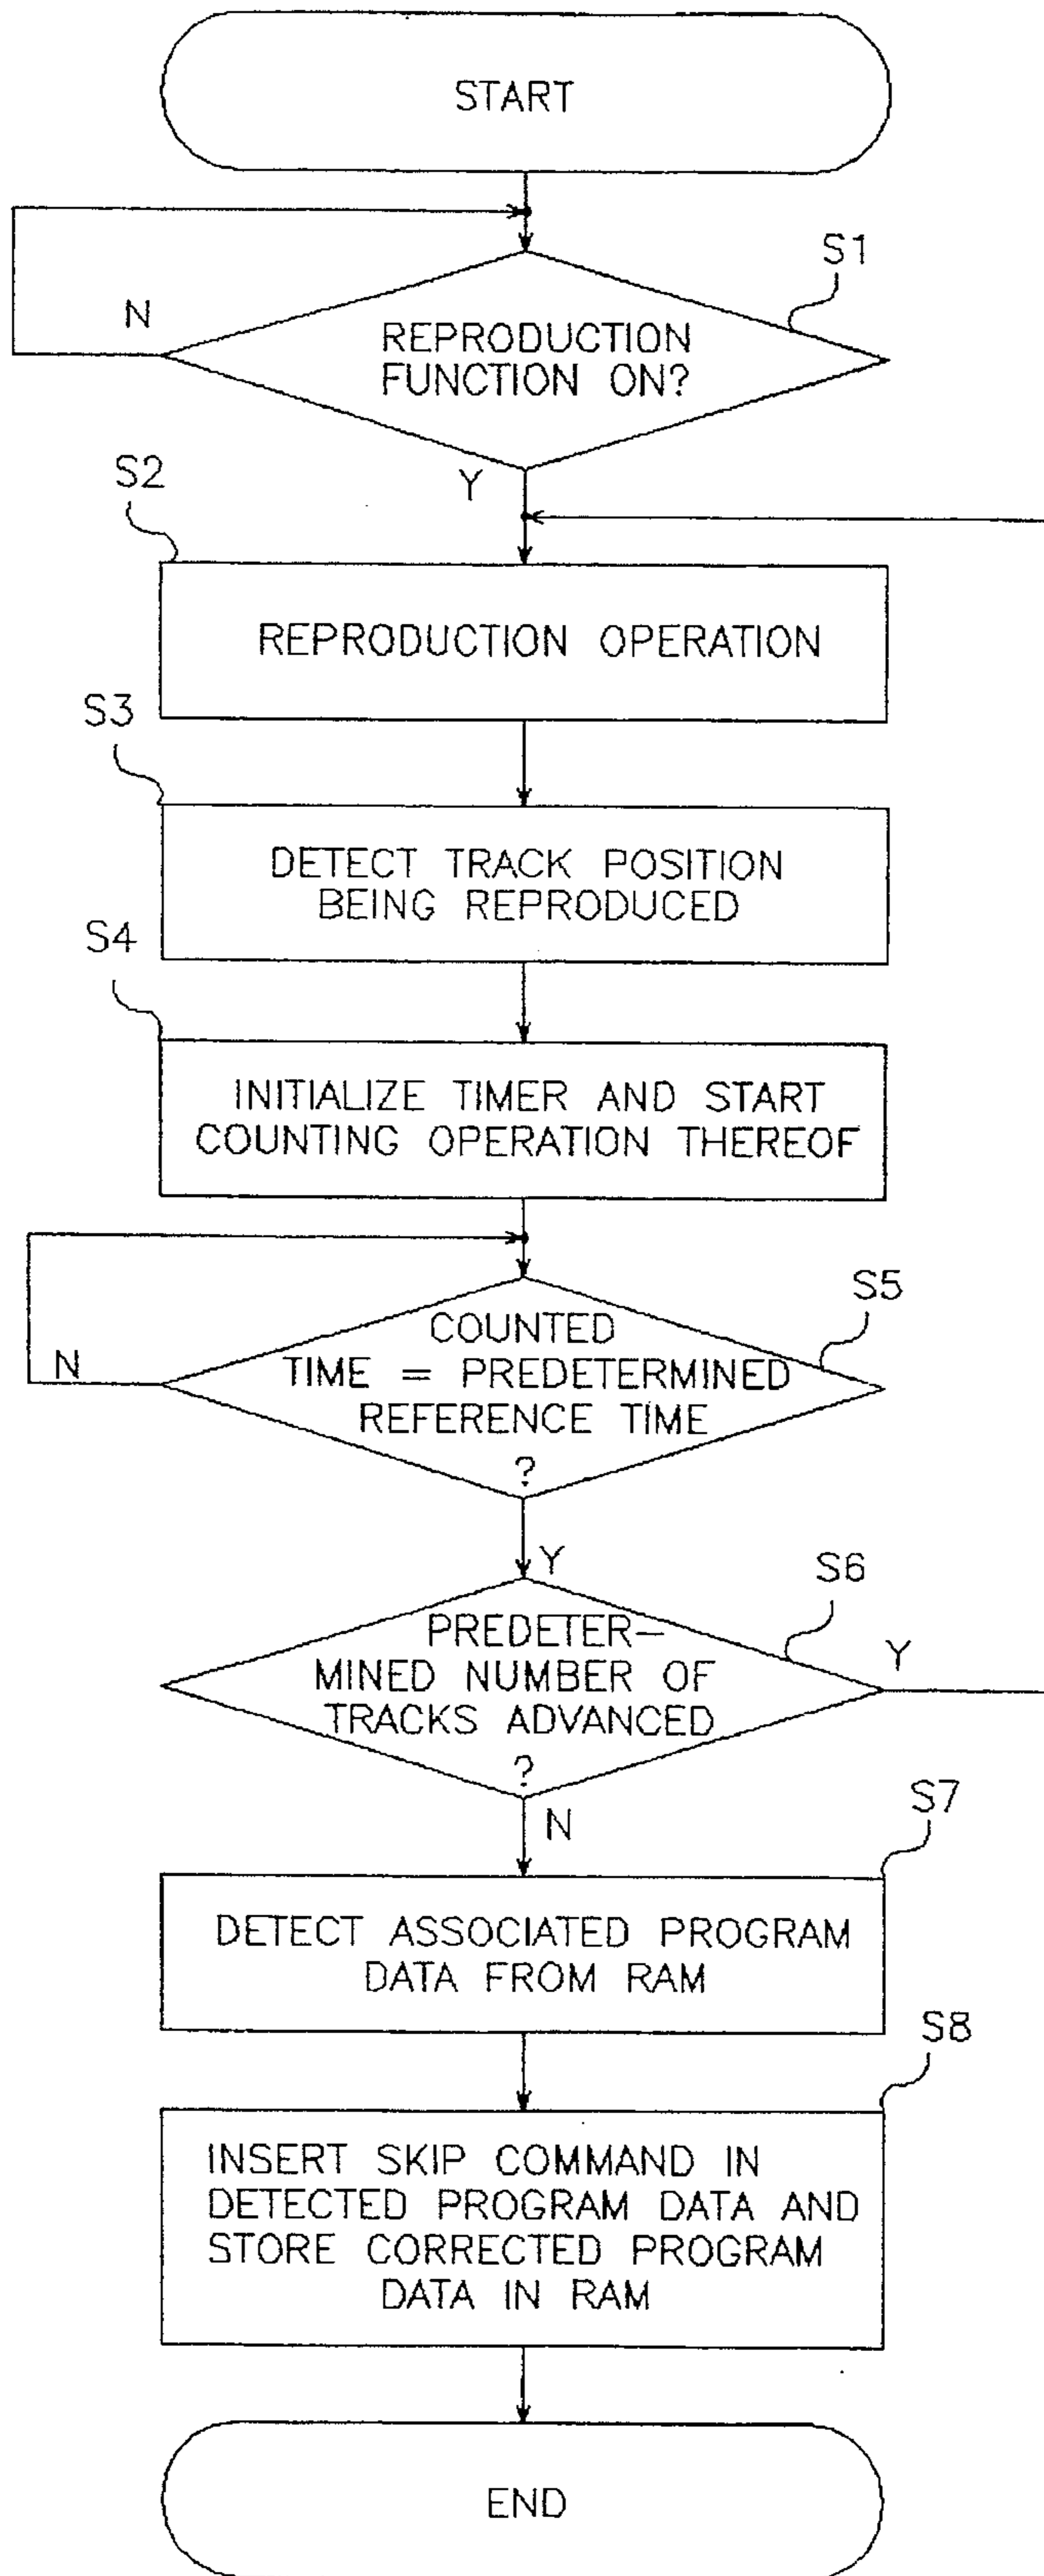 START
S1
N
REPRODUCTION
FUNCTION ON?
Y
S2
REPRODUCTION OPERATION
S3
DETECT TRACK POSITION
BEING REPRODUCED
S4
INITIALIZE TIMER AND START
COUNTING OPERATION THEREOF
S5
COUNTED
N
TIME = PREDETERMINED
REFERENCE TIME
?
Y
S6
PREDETER-
Y
MINED NUMBER OF
TRACKS ADVANCED
?
N
S7
DETECT ASSOCIATED PROGRAM
DATA FROM RAM
S8
INSERT SKIP COMMAND IN
DETECTED PROGRAM DATA AND
STORE CORRECTED PROGRAM
DATA IN RAM
END